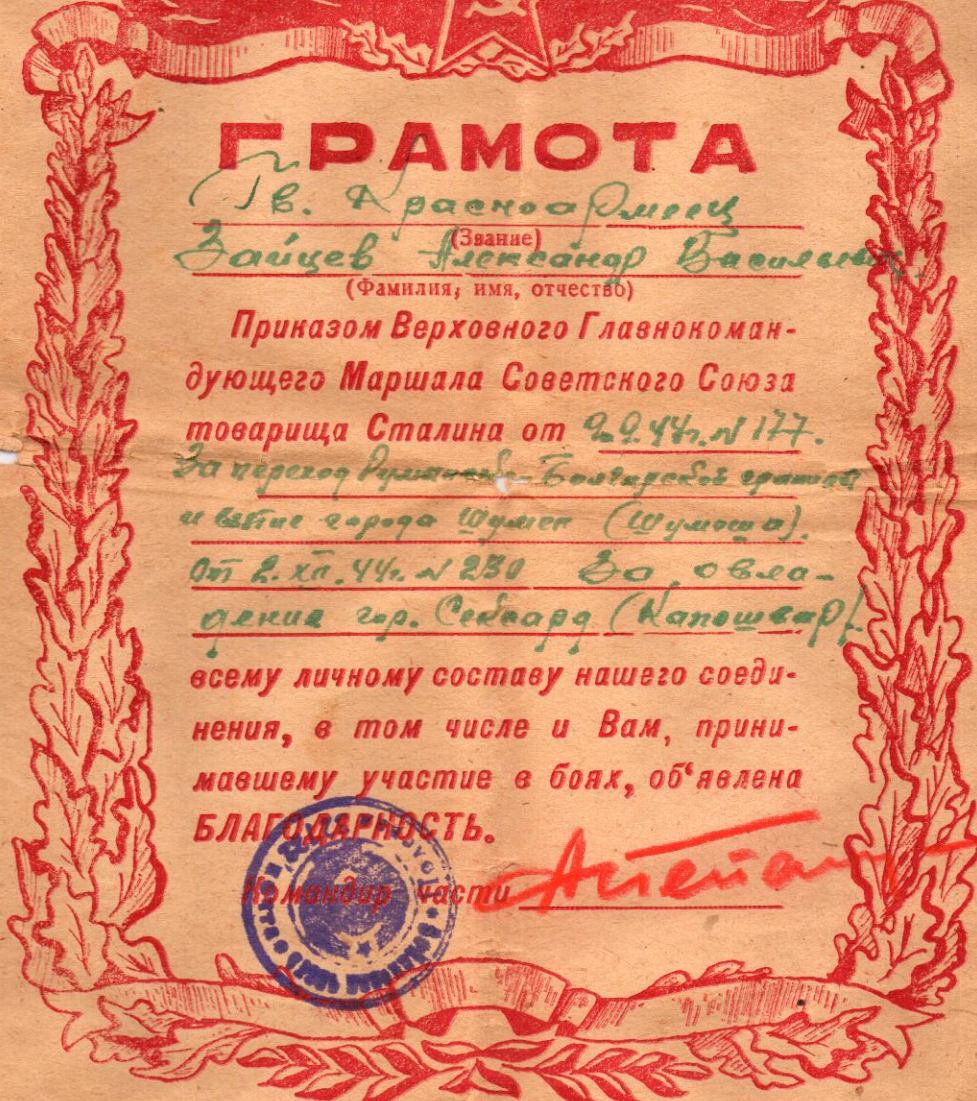 ГРАМОТА
Гв. Красноармеец
(Звание)
Зайцев Александр Васильевич.
(Фамилия, имя, отчество)
Приказом Верховного Главнокоман-
дующего Маршала Советского Союза
товарища Сталина от 9.9.44г. № 177.
За переход Румыно- Болгарской границы
и взятие города Шумен (Шумла).
От 2.XII.44г. № 230 За овла-
дение гор. Сексард (Капошвар).
всему личному составу нашего соеди-
нения, в том числе и Вам, прини-
мавшему участие в боях, об‘явлена
БЛАГОДАРНОСТЬ.
Командир части